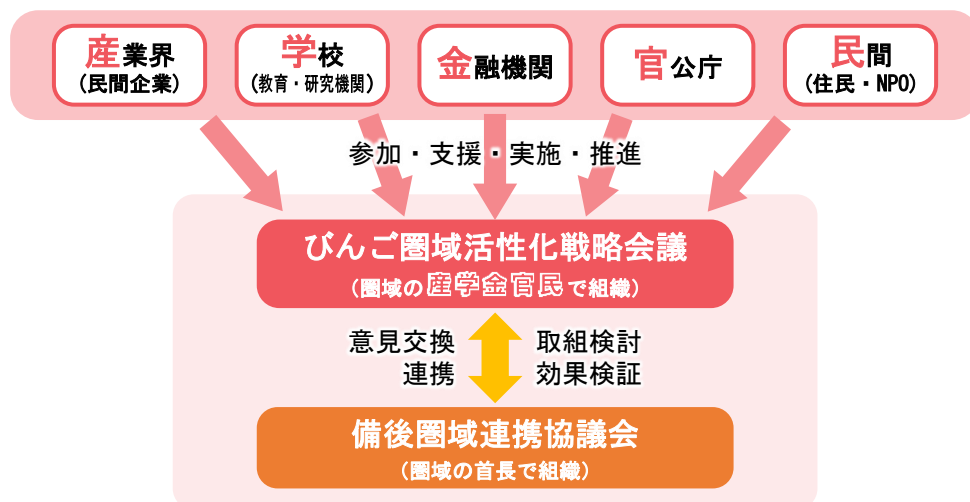 産業界
(民間企業)
学校
(教育・研究機関)
金融機関
官公庁
民間
(住民・NPO)
参加・支援・実施・推進
びんご圏域活性化戦略会議
(圏域の産学金官民で組織)
意見交換
連携
取組検討
効果検証
備後圏域連携協議会
(圏域の首長で組織)